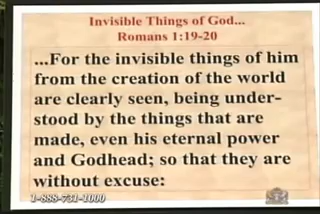 Invisible Things of God...
Romans 1:19-20
...For the invisible things of him
from the creation of the world
are clearly seen, being under-
stood by the things that are
made, even his eternal power
and Godhead; so that they are
without excuse:
1-888-731-1000